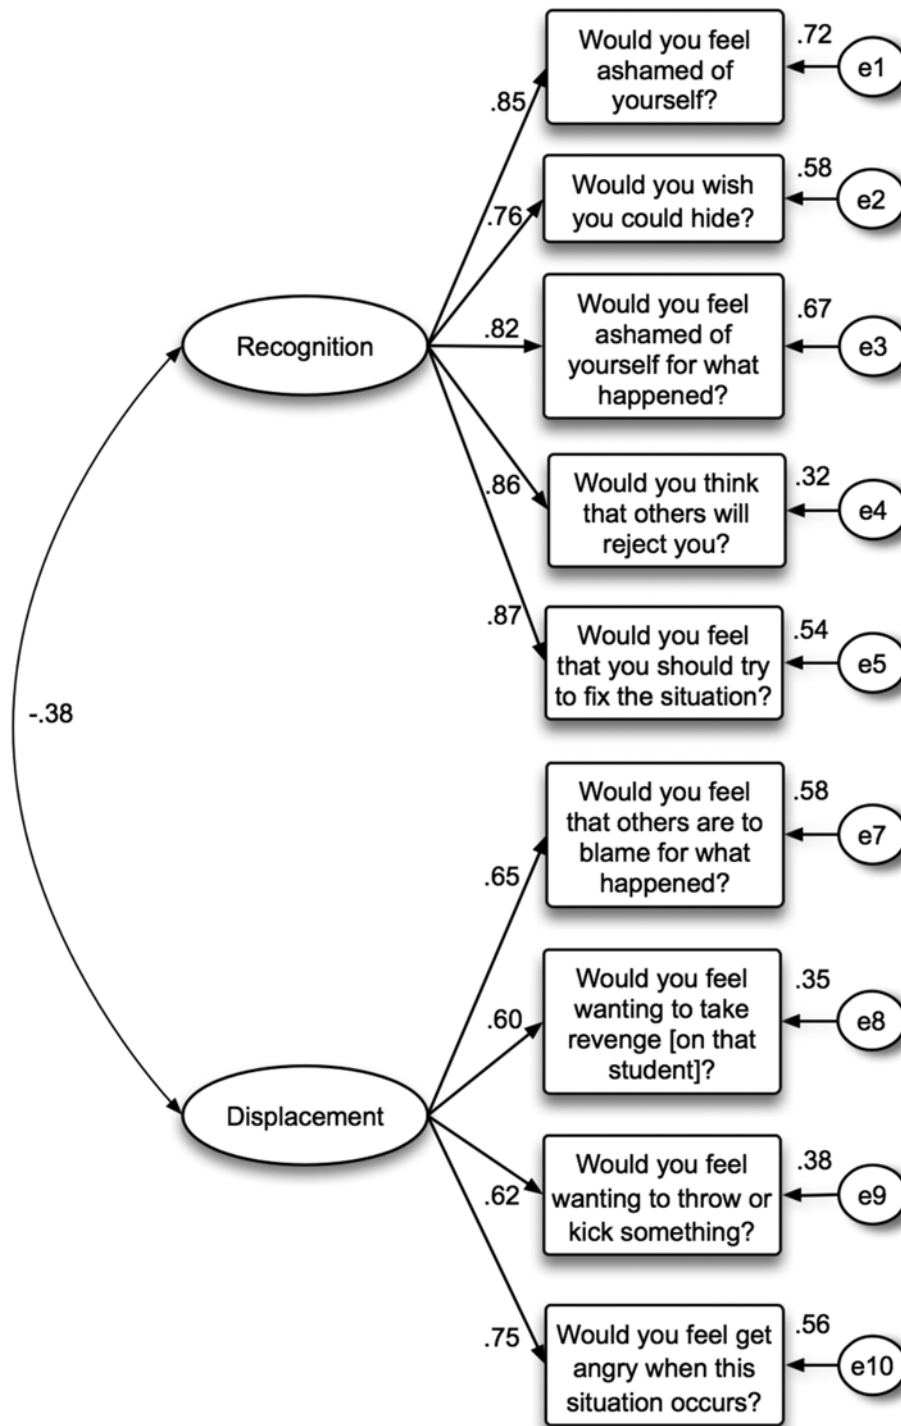 Would you feel
ashamed of
yourself?
.72
e1
.85
Would you wish
you could hide?
.58
e2
.76
Recognition
.82
Would you feel
ashamed of
yourself for what
happened?
.67
e3
.86
Would you think
that others will
reject you?
.32
e4
.87
Would you feel
that you should try
to fix the situation?
.54
e5
-.38
Would you feel
that others are to
blame for what
happened?
.58
e7
.65
Would you feel
wanting to take
revenge [on that
student]?
.35
e8
.60
Displacement
.62
Would you feel
wanting to throw or
kick something?
.38
e9
.75
Would you feel get
angry when this
situation occurs?
.56
e10